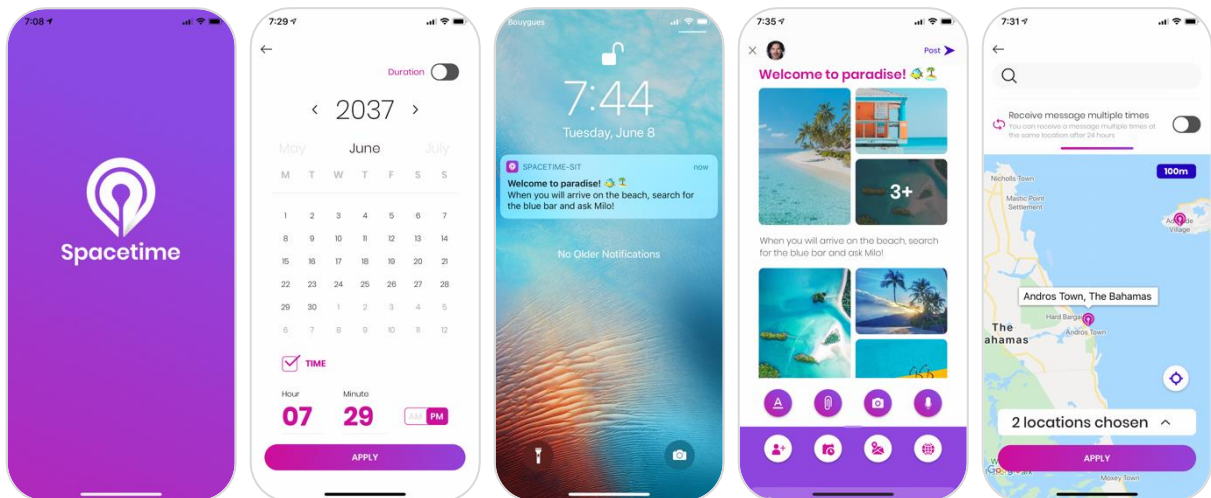 7:08
Spacetime
7:29
Duration
< 2037 >
May June July
M T W T F S S
1 2 3 4 5 6 7
8 9 10 11 12 13 14
15 16 17 18 19 20 21
22 23 24 25 26 27 28
29 30 1 2 3 4 5
6 7 8 9 10 11 12
TIME
Hour Minute
07 29 AM PM
APPLY
Bouygues
7:44
Tuesday, June 8
SPACETIME-SIT now
Welcome to paradise!
When you will arrive on the beach, search for
the blue bar and ask Milo!
No Older Notifications
7:35
Post
Welcome to paradise!
3+
When you will arrive on the beach, search
for the blue bar and ask Milo!
A
7:31
Receive message multiple times
You can receive a message multiple times at
the same location after 24 hours
100m
Nicholls Town
Mastic Point
Settlement
Village
Andros Town, The Bahamas
Hard
Andros Town
The
ahamas
2 locations chosen
APPLY
Moxey Town